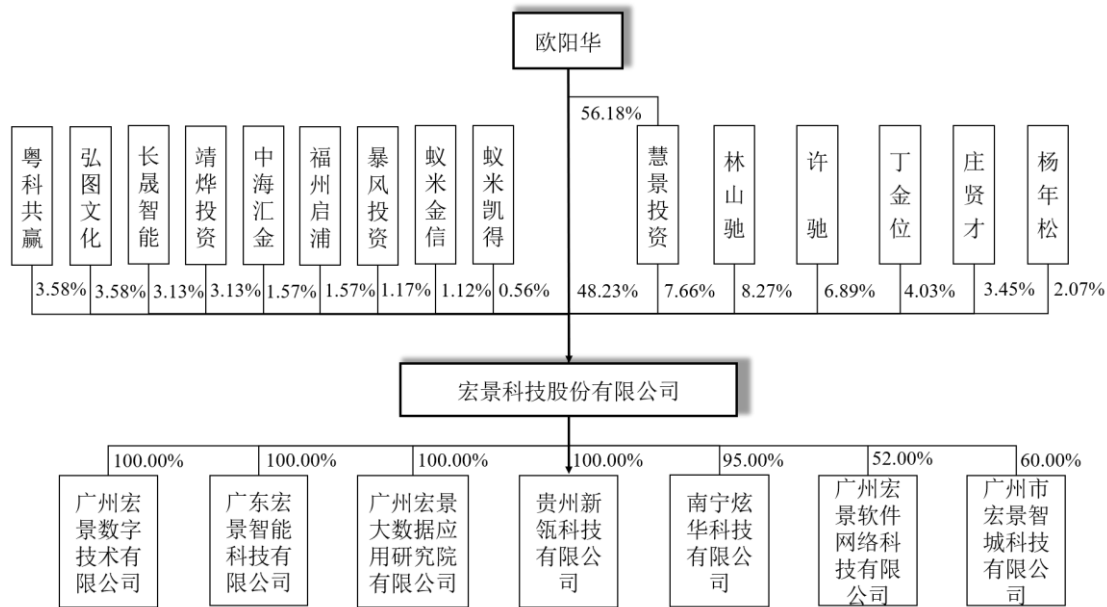 欧阳华
56.18%
粤科共赢
弘图文化
长晟智能
靖烨投资
中海汇金
福州启浦
暴风投资
蚁米金信
蚁米凯得
慧景投资
林山驰
许驰
丁金位
庄贤才
杨年松
3.58%
3.58%
3.13%
3.13%
1.57%
1.57%
1.17%
1.12%
0.56%
48.23%
7.66%
8.27%
6.89%
4.03%
3.45%
2.07%
宏景科技股份有限公司
100.00%
100.00%
100.00%
100.00%
95.00%
52.00%
60.00%
广州宏
景数字
技术有
限公司
广东宏
景智能
科技有
限公司
广州宏景
大数据应
用研究院
有限公司
贵州新
瓴科技
有限公
司
南宁炫
华科技
有限公
司
广州宏
景软件
网络科
技有限
公司
广州市
宏景智
城科技
有限公
司